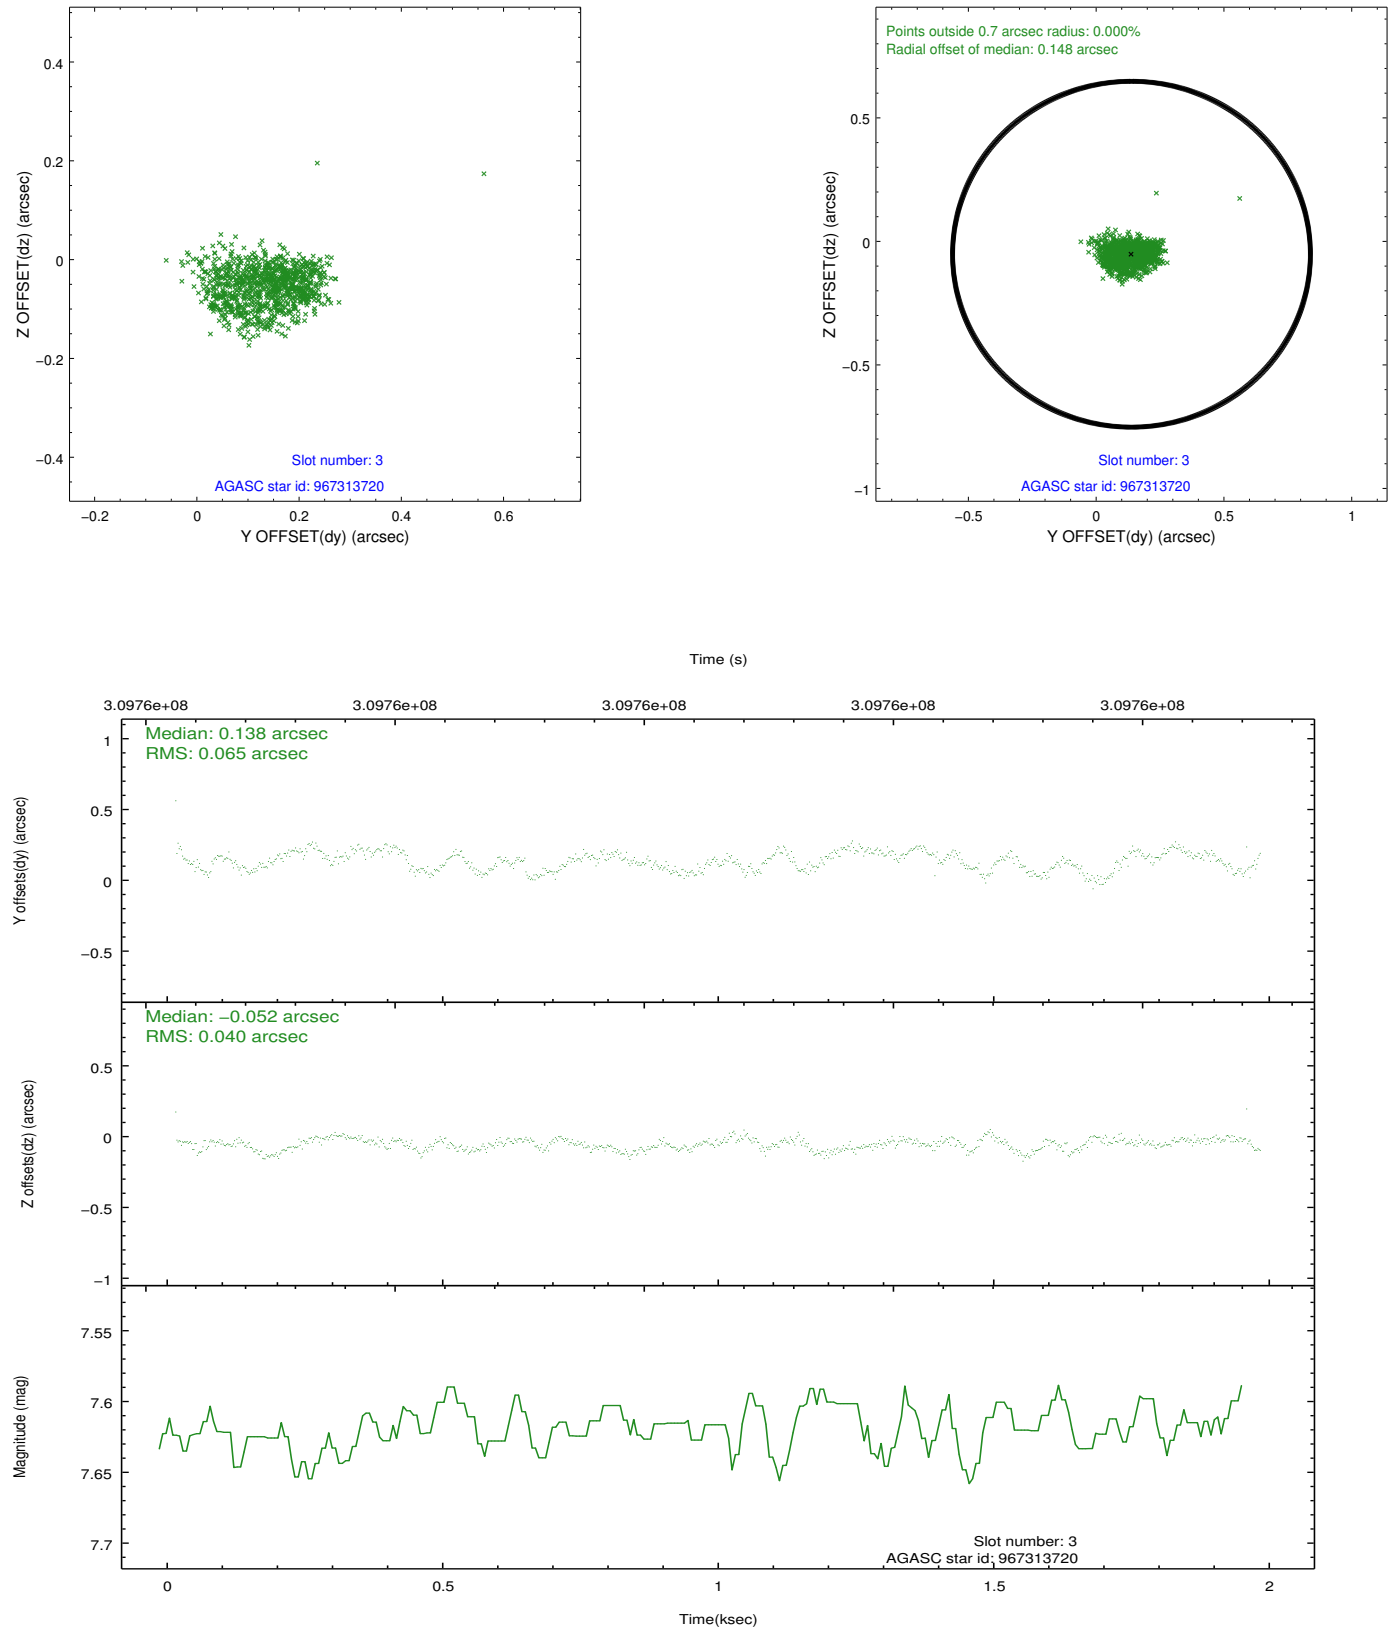 0.4
0.2
0
−0.2
−0.4
Z OFFSET(dz) (arcsec)
Slot number: 3
AGASC star id: 967313720
−0.2 0 0.2 0.4 0.6
Y OFFSET(dy) (arcsec)
Points outside 0.7 arcsec radius: 0.000%
Radial offset of median: 0.148 arcsec
0.5
0
−0.5
−1
Z OFFSET(dz) (arcsec)
Slot number: 3
AGASC star id: 967313720
−0.5 0 0.5 1
Y OFFSET(dy) (arcsec)
Time (s)
3.0976e+08 3.0976e+08 3.0976e+08 3.0976e+08 3.0976e+08
Median: 0.138 arcsec
RMS: 0.065 arcsec
1
0.5
0
−0.5
Y offsets(dy) (arcsec)
Median: −0.052 arcsec
RMS: 0.040 arcsec
0.5
0
−0.5
−1
Z offsets(dz) (arcsec)
7.55
7.6
7.65
7.7
Magnitude (mag)
Slot number: 3
AGASC star id: 967313720
0 0.5 1 1.5 2
Time(ksec)